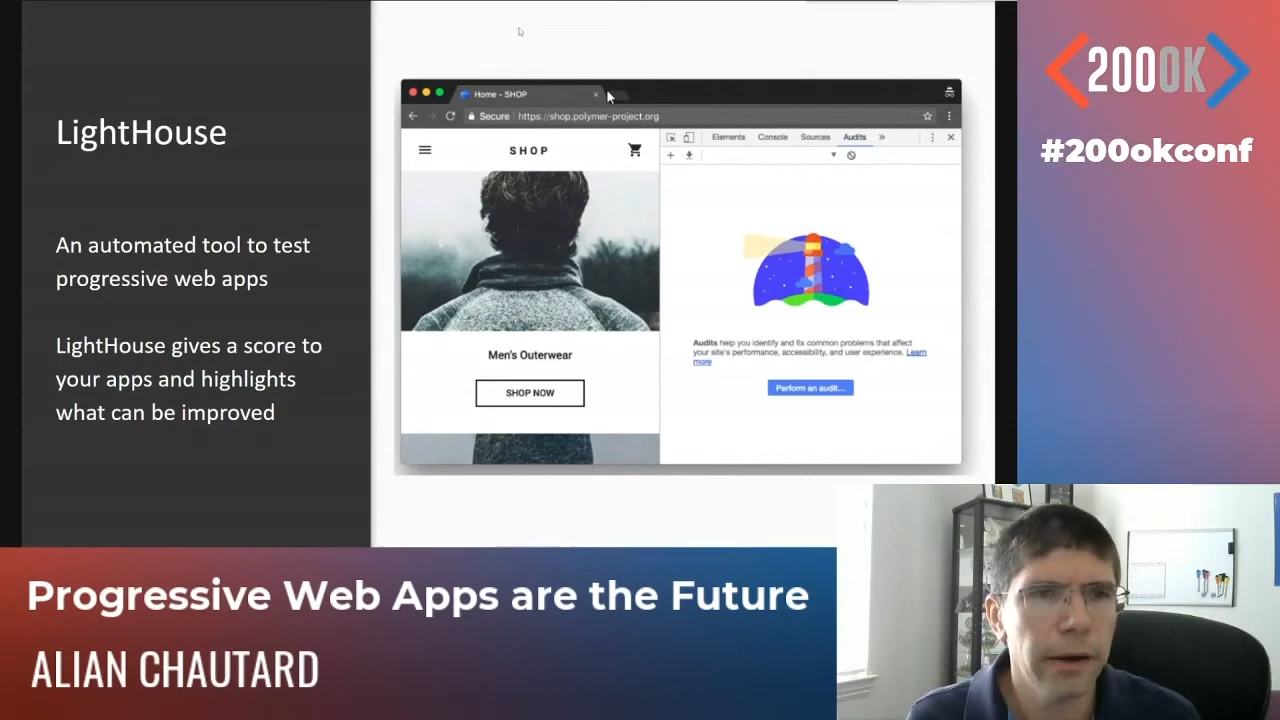 LightHouse
An automated tool to test
progressive web apps
LightHouse gives a score to
your apps and highlights
what can be improved
Home - SHOP
Secure
https://shop.polymer-project.org
SHOP
Men's Outerwear
SHOP NOW
Elements
Console
Sources
Audits
»
Audits help you identify and fix common problems that affect
your site's performance, accessibility, and user experience. Learn
more
Perform an audit...
<200OK>
#200okconf
Progressive Web Apps are the Future
ALIAN CHAUTARD